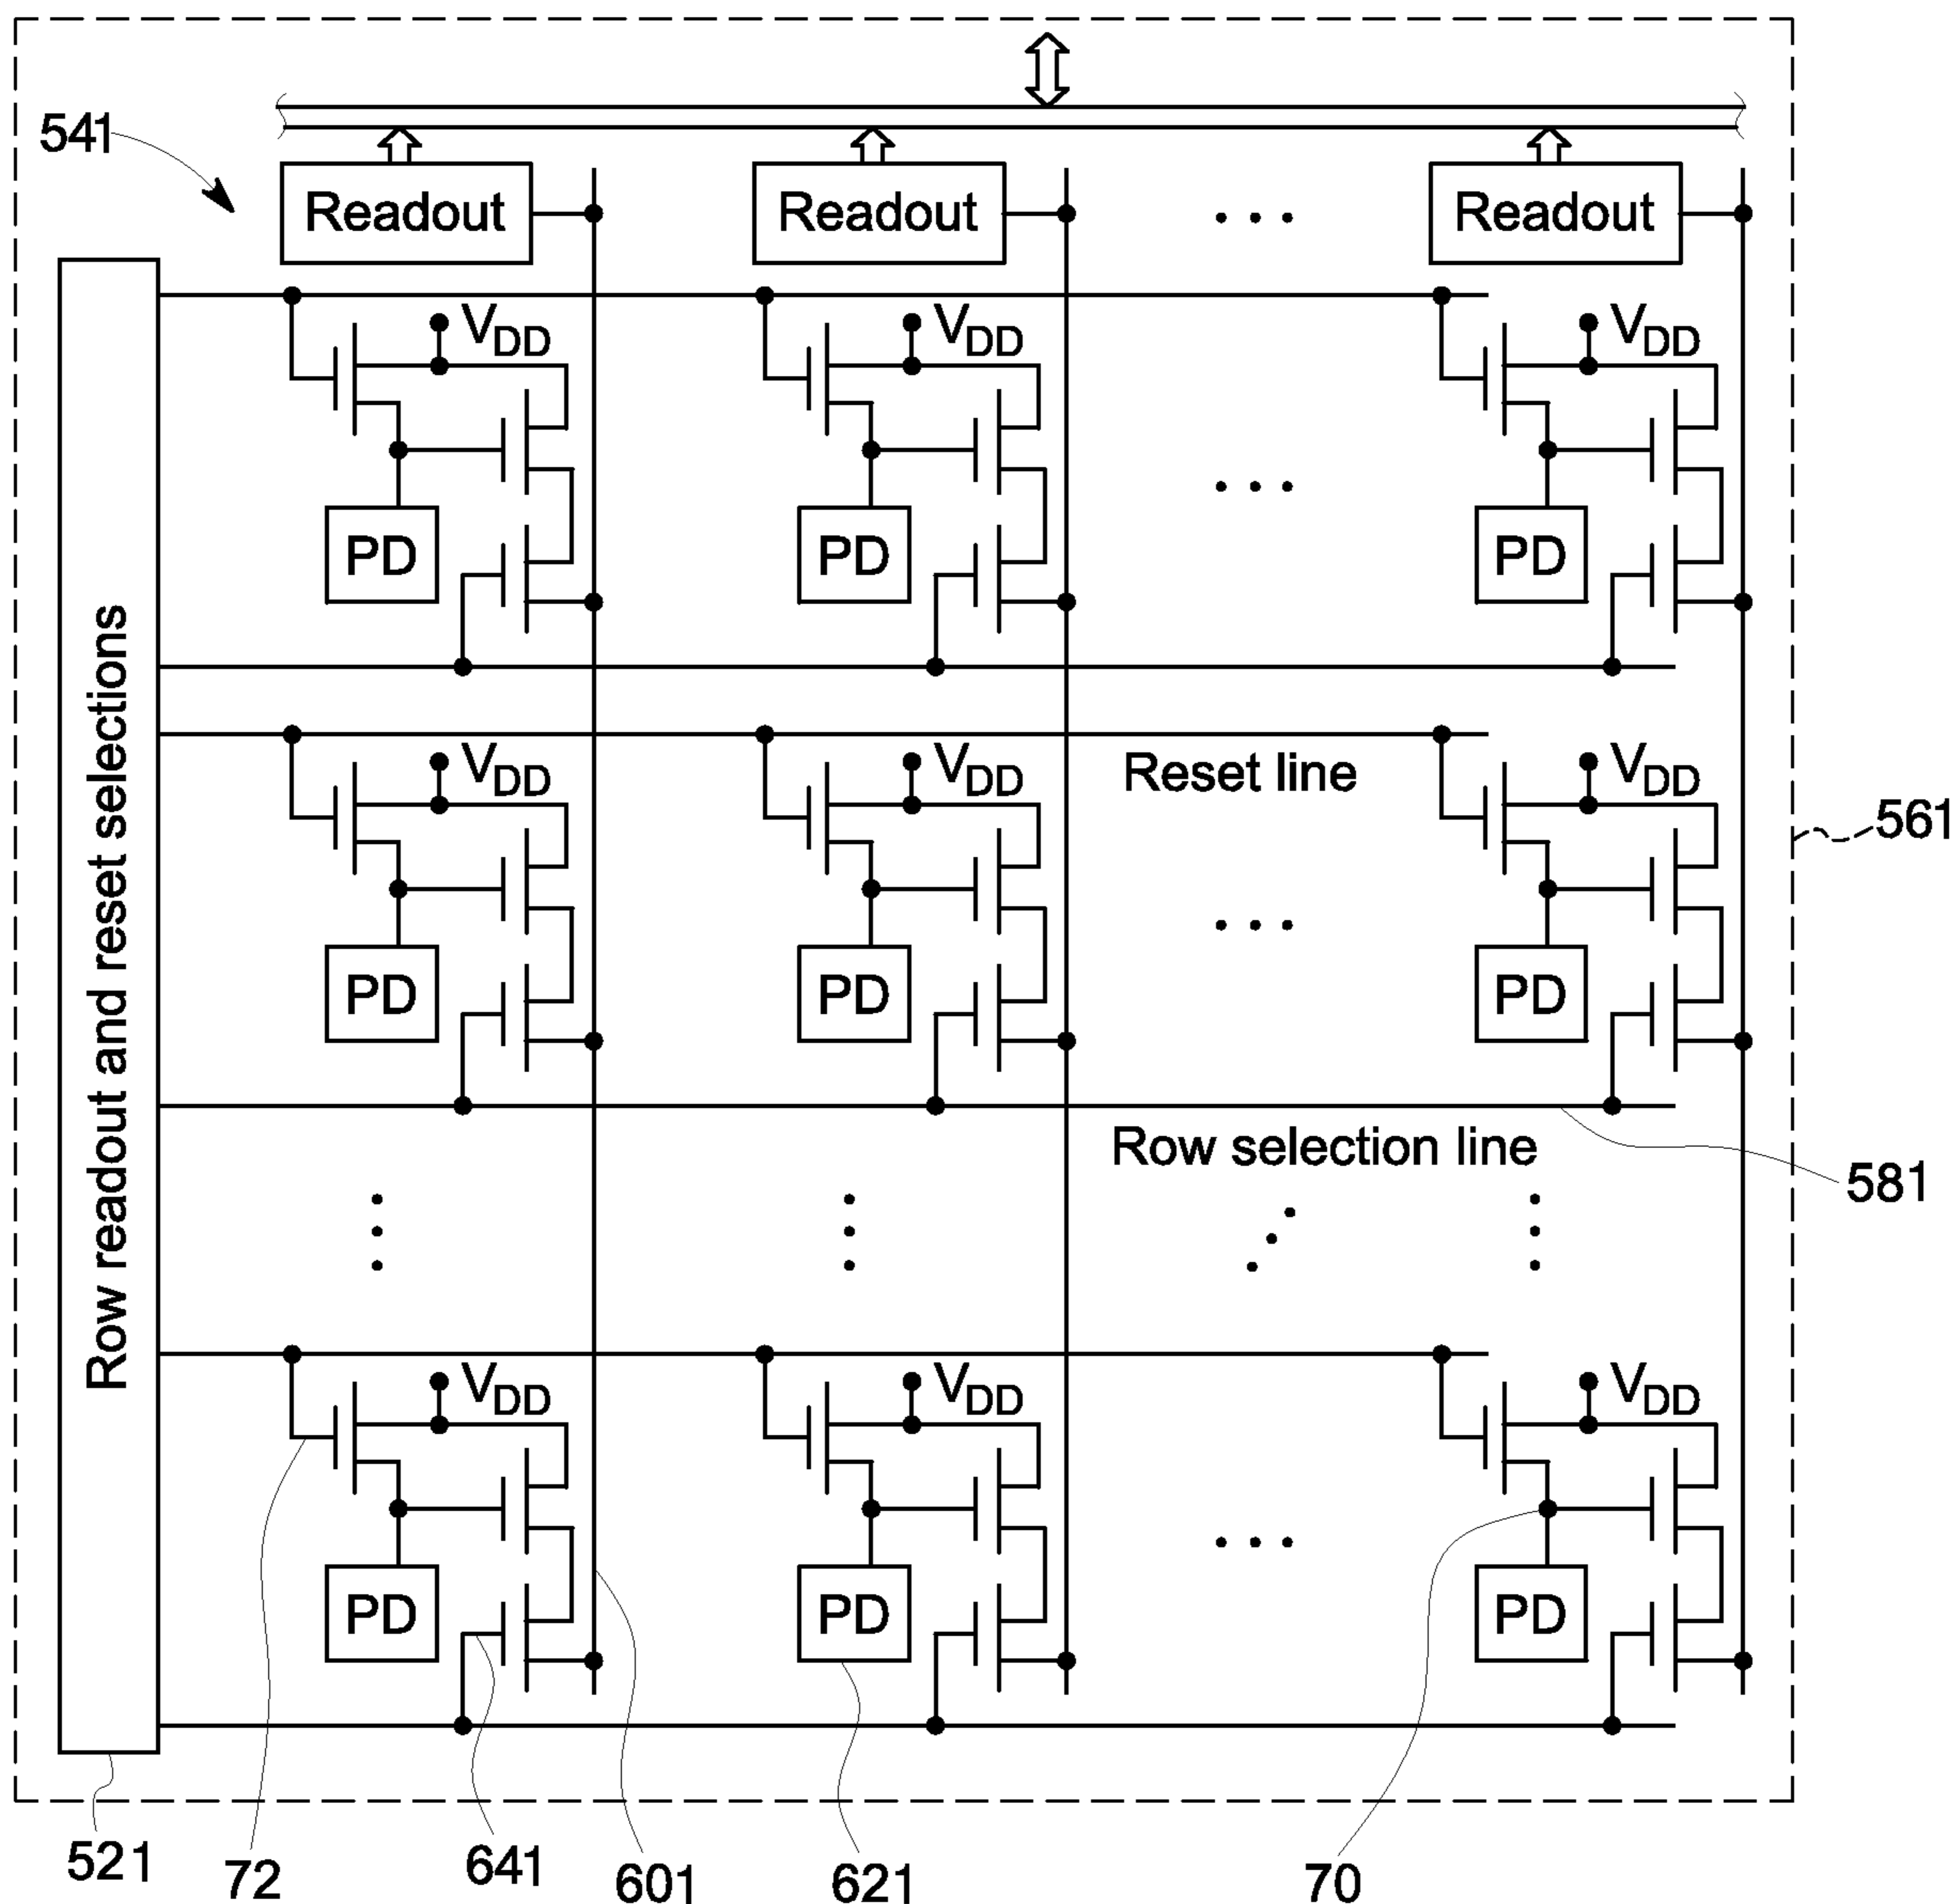 541
Readout Readout ... Readout
VDD VDD VDD
...
PD PD PD
Row readout and reset selections
VDD VDD Reset line VDD
561
...
PD PD PD
Row selection line
581
VDD VDD VDD
...
PD PD PD
521 72 641 601 621 70